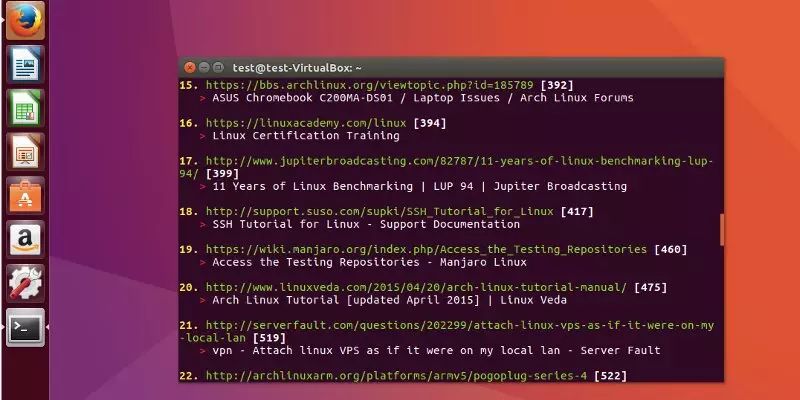 test@test-VirtualBox: ~
15. https://bbs.archlinux.org/viewtopic.php?id=185789 [392]
> ASUS Chromebook C200MA-DS01 / Laptop Issues / Arch Linux Forums
16. https://linuxacademy.com/linux [394]
> Linux Certification Training
17. http://www.jupiterbroadcasting.com/82787/11-years-of-linux-benchmarking-lup-
94/ [399]
> 11 Years of Linux Benchmarking | LUP 94 | Jupiter Broadcasting
18. http://support.suso.com/supki/SSH_Tutorial_for_Linux [417]
> SSH Tutorial for Linux - Support Documentation
19. https://wiki.manjaro.org/index.php/Access_the_Testing_Repositories [460]
> Access the Testing Repositories - Manjaro Linux
20. http://www.linuxveda.com/2015/04/20/arch-linux-tutorial-manual/ [475]
> Arch Linux Tutorial [updated April 2015] | Linux Veda
21. http://serverfault.com/questions/202299/attach-linux-vps-as-if-it-were-on-my
-local-lan [519]
> vpn - Attach linux VPS as if it were on my local lan - Server Fault
22. http://archlinuxarm.org/platforms/armv5/pogoplug-series-4 [522]